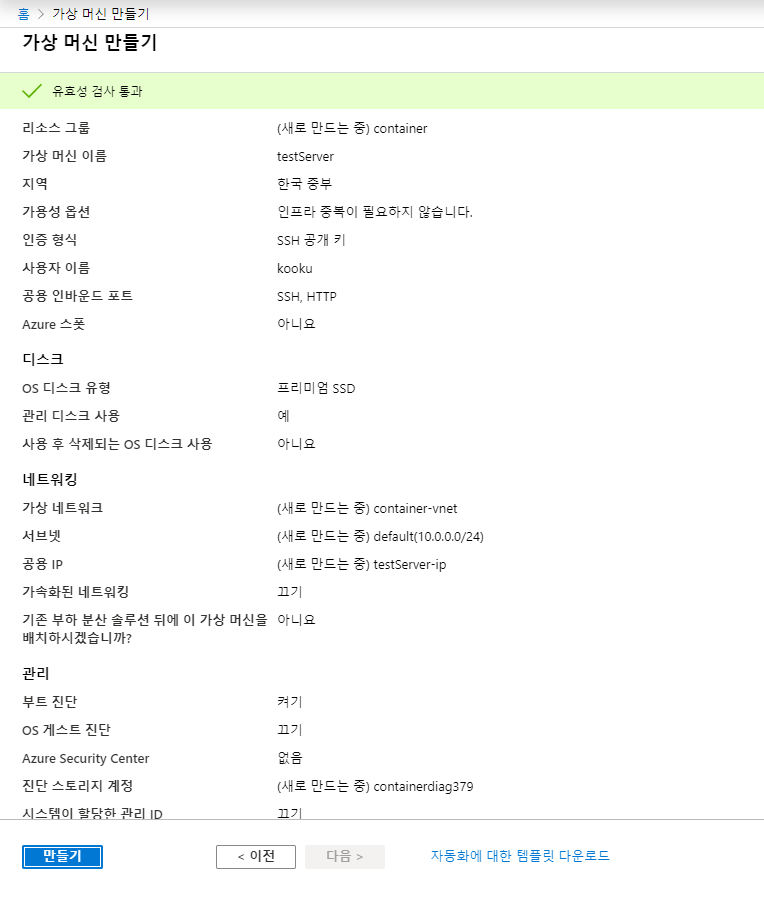 홈 > 가상 머신 만들기
가상 머신 만들기
유효성 검사 통과
리소스 그룹 (새로 만드는 중) container
가상 머신 이름 testServer
지역 한국 중부
가용성 옵션 인프라 중복이 필요하지 않습니다.
인증 형식 SSH 공개 키
사용자 이름 kooku
공용 인바운드 포트 SSH, HTTP
Azure 스폿 아니요
디스크
OS 디스크 유형 프리미엄 SSD
관리 디스크 사용 예
사용 후 삭제되는 OS 디스크 사용 아니요
네트워킹
가상 네트워크 (새로 만드는 중) container-vnet
서브넷 (새로 만드는 중) default(10.0.0.0/24)
공용 IP (새로 만드는 중) testServer-ip
가속화된 네트워킹 끄기
기존 부하 분산 솔루션 뒤에 이 가상 머신을 아니요
배치하시겠습니까?
관리
부트 진단 켜기
OS 게스트 진단 끄기
Azure Security Center 없음
진단 스토리지 계정 (새로 만드는 중) containerdiag379
시스템이 할당한 관리 ID 끄기
만들기 < 이전 다음 > 자동화에 대한 템플릿 다운로드